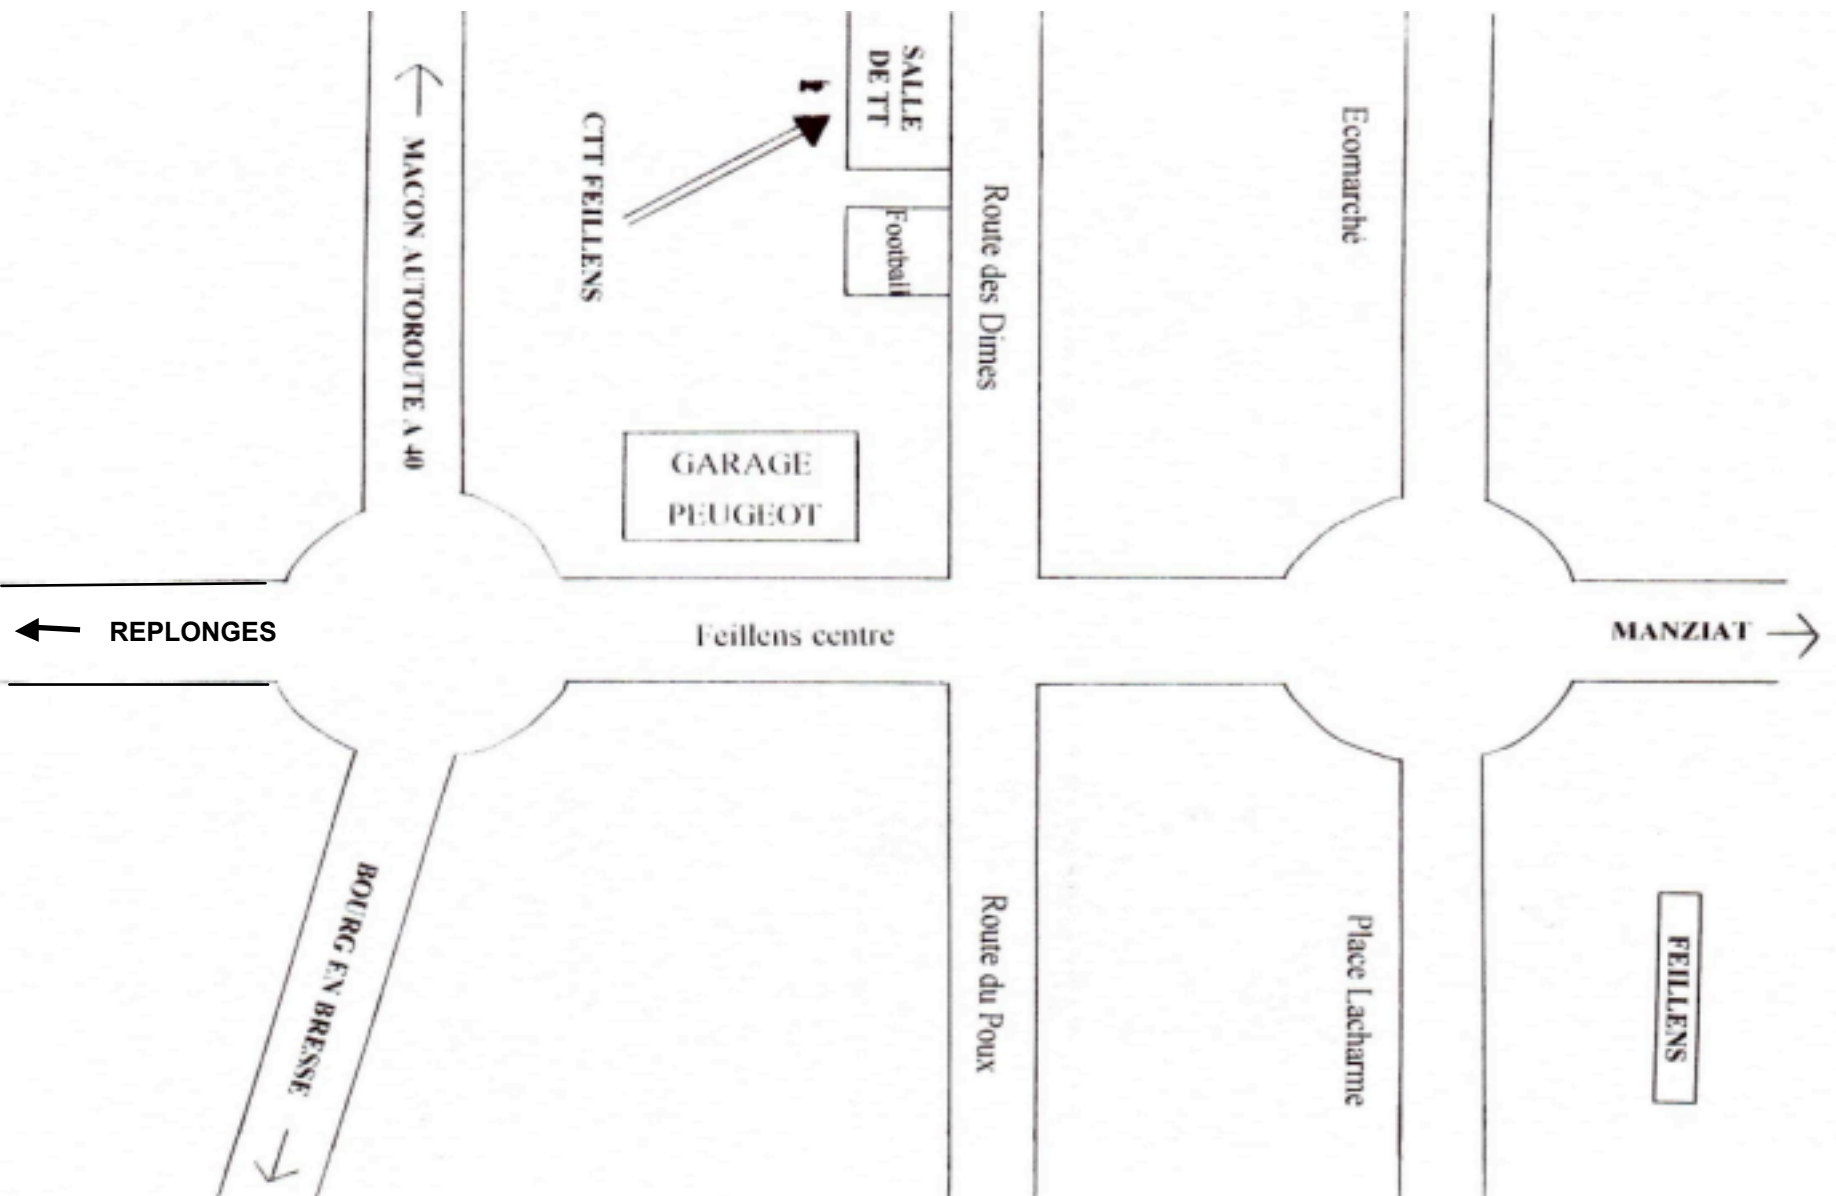 SALLE
DE TT
CTT FEILLENS
MACON AUTOROUTE A 40
Football
Route des Dimes
Ecomarché
GARAGE
PEUGEOT
REPLONGES
Feillens centre
MANZIAT
BOURG EN BRESSE
Route du Poux
Place Lacharme
FEILLENS